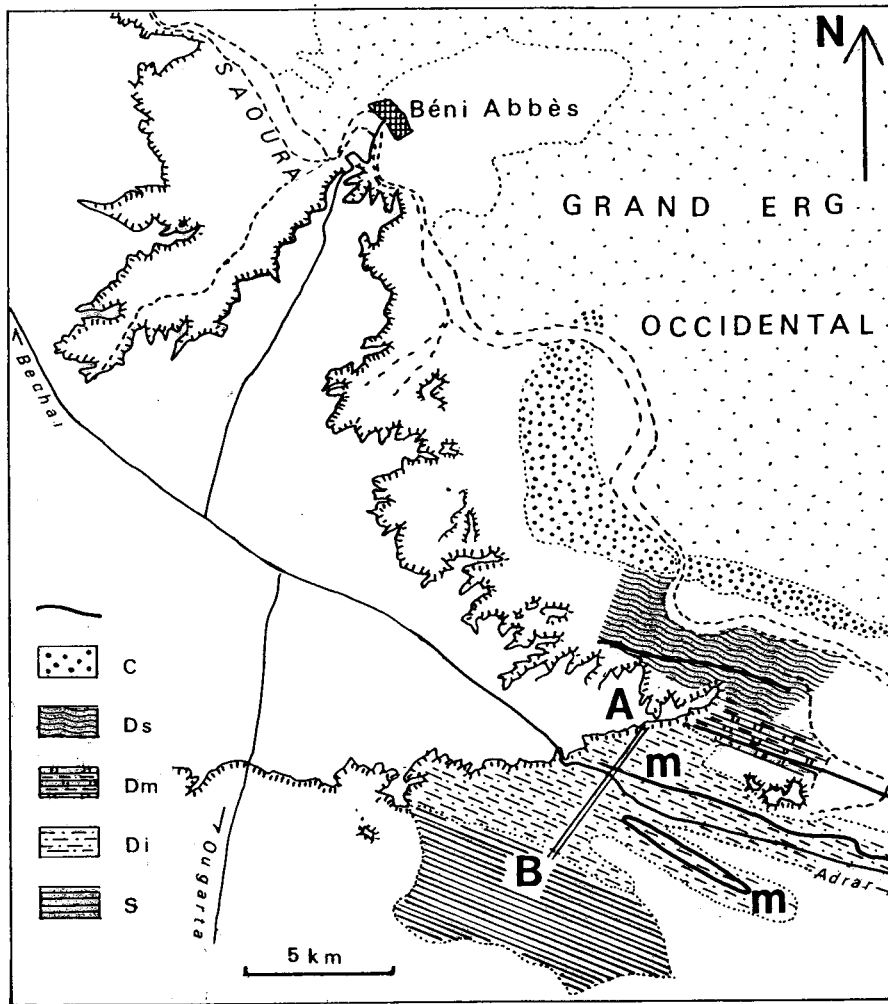 N
SAOURA
Béni Abbès
GRAND ERG
OCCIDENTAL
Bechar
C
Ds
Dm
Di
S
A
m
B
m
Adrar
Ougarta
5 km